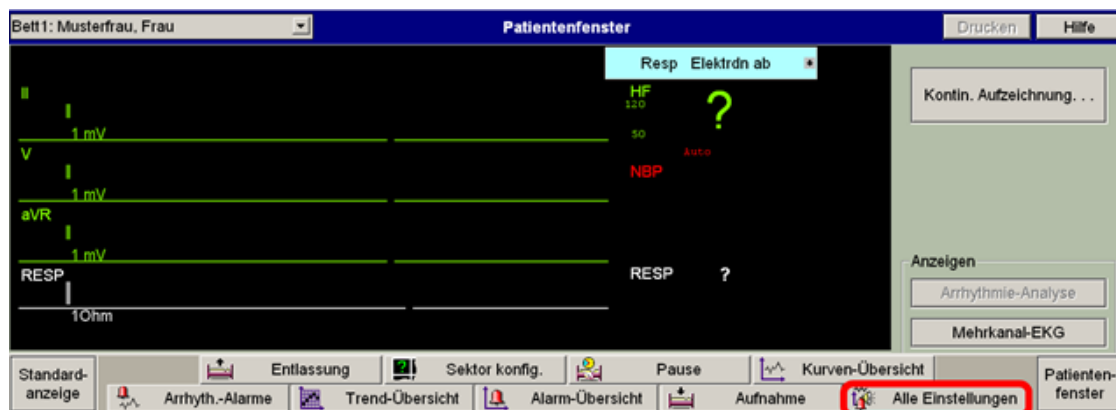 Bett1: Musterfrau, Frau
Patientenfenster
Drucken
Hilfe
Resp Elektrdn ab
II
1 mV
V
1 mV
aVR
1 mV
RESP
1Ohm
HF
120
50
?
Auto
NBP
RESP ?
Kontin. Aufzeichnung. . .
Anzeigen
Arrhythmie-Analyse
Mehrkanal-EKG
Standard-
anzeige
Entlassung
Sektor konfig.
Pause
Kurven-Übersicht
Arrhyth.-Alarme
Trend-Übersicht
Alarm-Übersicht
Aufnahme
Alle Einstellungen
Patienten-
fenster